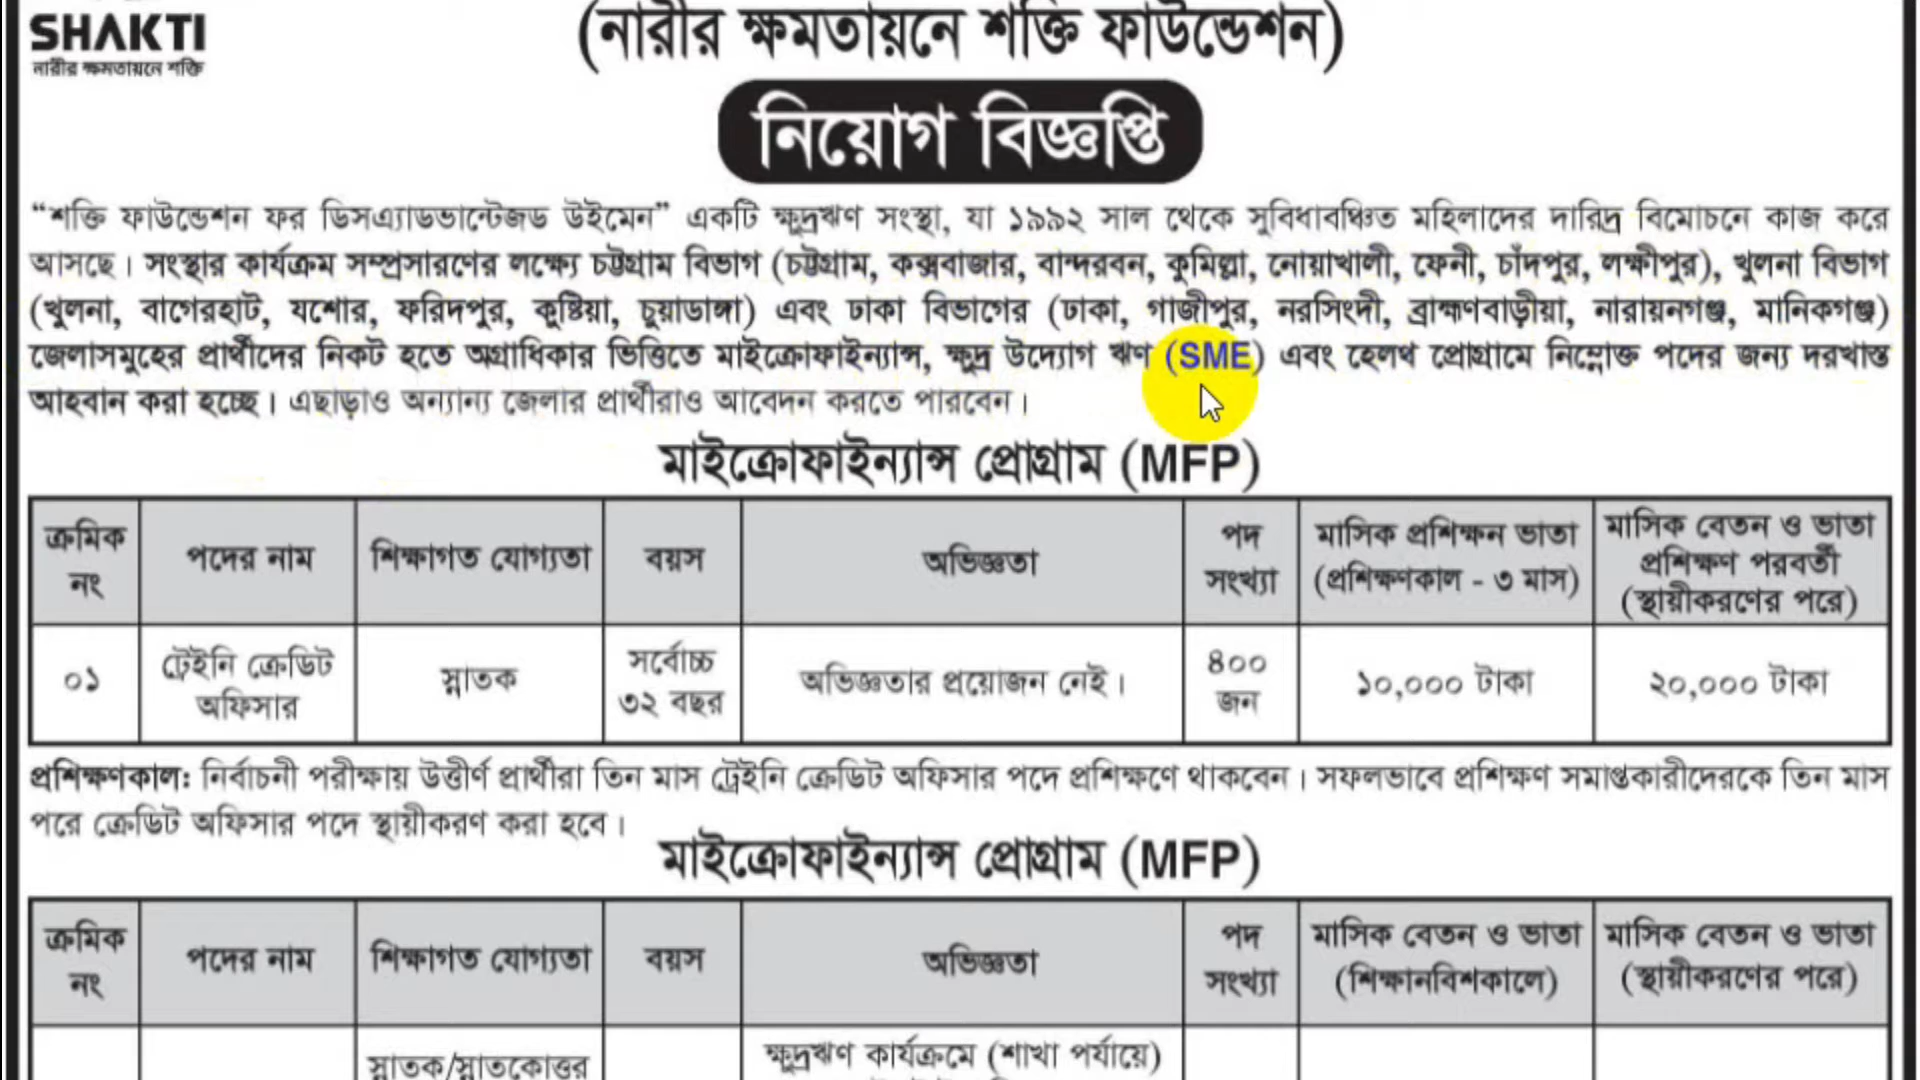 SHAKTI
নারীর ক্ষমতায়নে শক্তি
(নারীর ক্ষমতায়নে শক্তি ফাউন্ডেশন)
নিয়োগ বিজ্ঞপ্তি
“শক্তি ফাউন্ডেশন ফর ডিসএ্যাডভান্টেজড উইমেন” একটি ক্ষুদ্রঋণ সংস্থা, যা ১৯৯২ সাল থেকে সুবিধাবঞ্চিত মহিলাদের দারিদ্র বিমোচনে কাজ করে
আসছে। সংস্থার কার্যক্রম সম্প্রসারণের লক্ষ্যে চট্টগ্রাম বিভাগ (চট্টগ্রাম, কক্সবাজার, বান্দরবন, কুমিল্লা, নোয়াখালী, ফেনী, চাঁদপুর, লক্ষীপুর), খুলনা বিভাগ
(খুলনা, বাগেরহাট, যশোর, ফরিদপুর, কুষ্টিয়া, চুয়াডাঙ্গা) এবং ঢাকা বিভাগের (ঢাকা, গাজীপুর, নরসিংদী, ব্রাহ্মণবাড়ীয়া, নারায়নগঞ্জ, মানিকগঞ্জ)
জেলাসমুহের প্রার্থীদের নিকট হতে অগ্রাধিকার ভিত্তিতে মাইক্রোফাইন্যান্স, ক্ষুদ্র উদ্যোগ ঋণ (SME) এবং হেলথ প্রোগ্রামে নিম্নোক্ত পদের জন্য দরখাস্ত
আহবান করা হচ্ছে। এছাড়াও অন্যান্য জেলার প্রার্থীরাও আবেদন করতে পারবেন।
মাইক্রোফাইন্যান্স প্রোগ্রাম (MFP)
ক্রমিক নং পদের নাম শিক্ষাগত যোগ্যতা বয়স অভিজ্ঞতা পদ সংখ্যা মাসিক প্রশিক্ষন ভাতা (প্রশিক্ষণকাল - ৩ মাস) মাসিক বেতন ও ভাতা প্রশিক্ষণ পরবর্তী (স্থায়ীকরণের পরে)
০১ ট্রেইনি ক্রেডিট অফিসার স্নাতক সর্বোচ্চ ৩২ বছর অভিজ্ঞতার প্রয়োজন নেই। ৪০০ জন ১০,০০০ টাকা ২০,০০০ টাকা
প্রশিক্ষণকাল: নির্বাচনী পরীক্ষায় উত্তীর্ণ প্রার্থীরা তিন মাস ট্রেইনি ক্রেডিট অফিসার পদে প্রশিক্ষণে থাকবেন। সফলভাবে প্রশিক্ষণ সমাপ্তকারীদেরকে তিন মাস
পরে ক্রেডিট অফিসার পদে স্থায়ীকরণ করা হবে।
মাইক্রোফাইন্যান্স প্রোগ্রাম (MFP)
ক্রমিক নং পদের নাম শিক্ষাগত যোগ্যতা বয়স অভিজ্ঞতা পদ সংখ্যা মাসিক বেতন ও ভাতা (শিক্ষানবিশকালে) মাসিক বেতন ও ভাতা (স্থায়ীকরণের পরে)
স্নাতক/স্নাতকোত্তর ক্ষুদ্রঋণ কার্যক্রমে (শাখা পর্যায়ে)